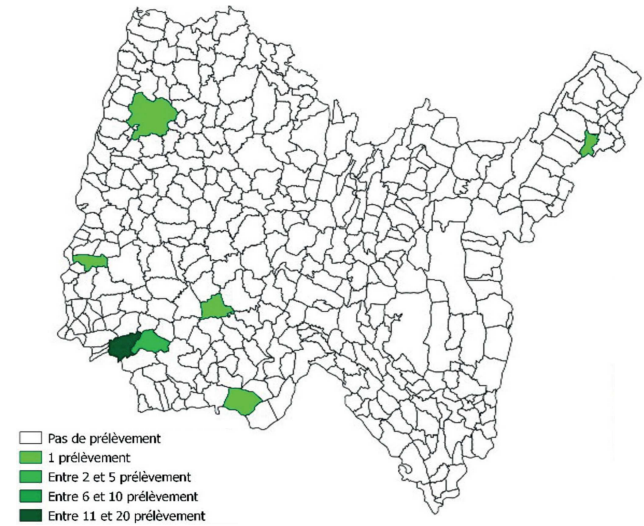 Pas de prélèvement
1 prélèvement
Entre 2 et 5 prélèvement
Entre 6 et 10 prélèvement
Entre 11 et 20 prélèvement